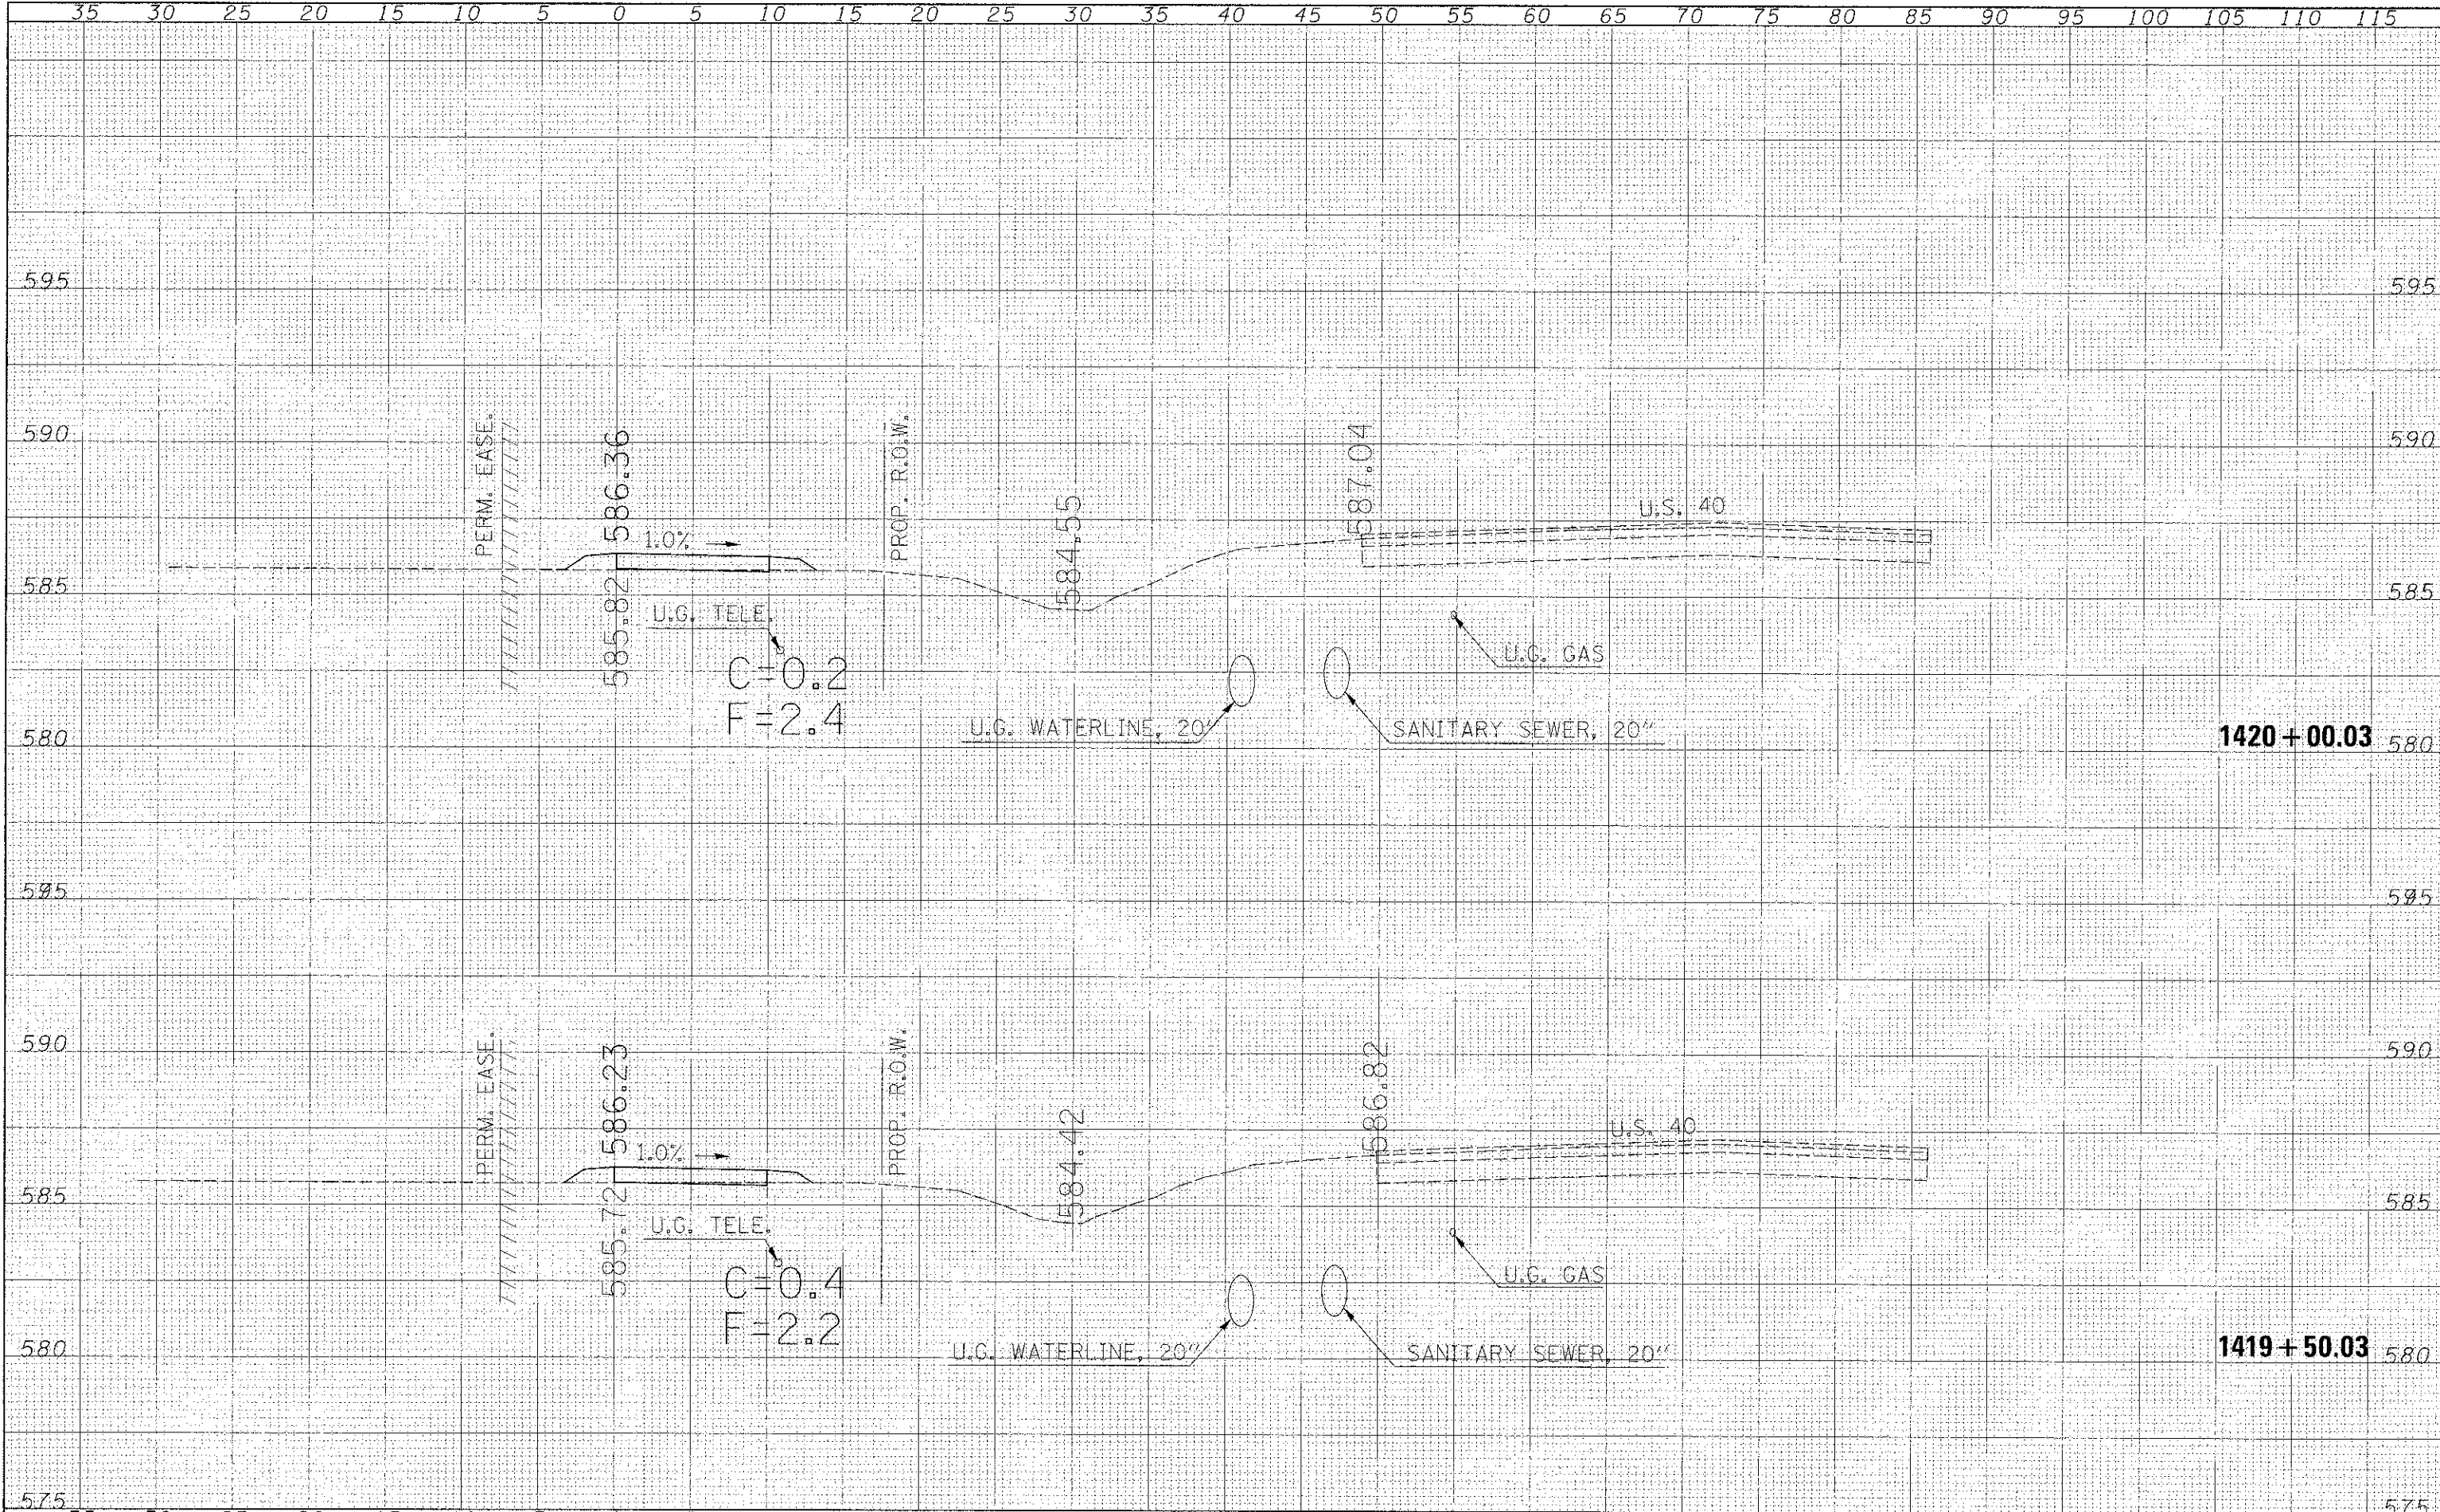 35 30 25 20 15 10 5 0 5 10 15 20 25 30 35 40 45 50 55 60 65 70 75 80 85 90 95 100 105 110 115
595 595
590 590
PERM. EASE.
586.36
PROP. R.O.W.
584.55
587.04
U.S. 40
1.0%
585 585
585.82
U.G. TELE.
C=0.2
F=2.4
U.G. GAS
U.G. WATERLINE, 20"
SANITARY SEWER, 20"
1420+00.03
580 580
590 590
PERM. EASE.
586.23
PROP. R.O.W.
584.42
586.82
U.S. 40
1.0%
585 585
585.72
U.G. TELE.
C=0.4
F=2.2
U.G. GAS
U.G. WATERLINE, 20"
SANITARY SEWER, 20"
1419+50.03
580 580
575 575